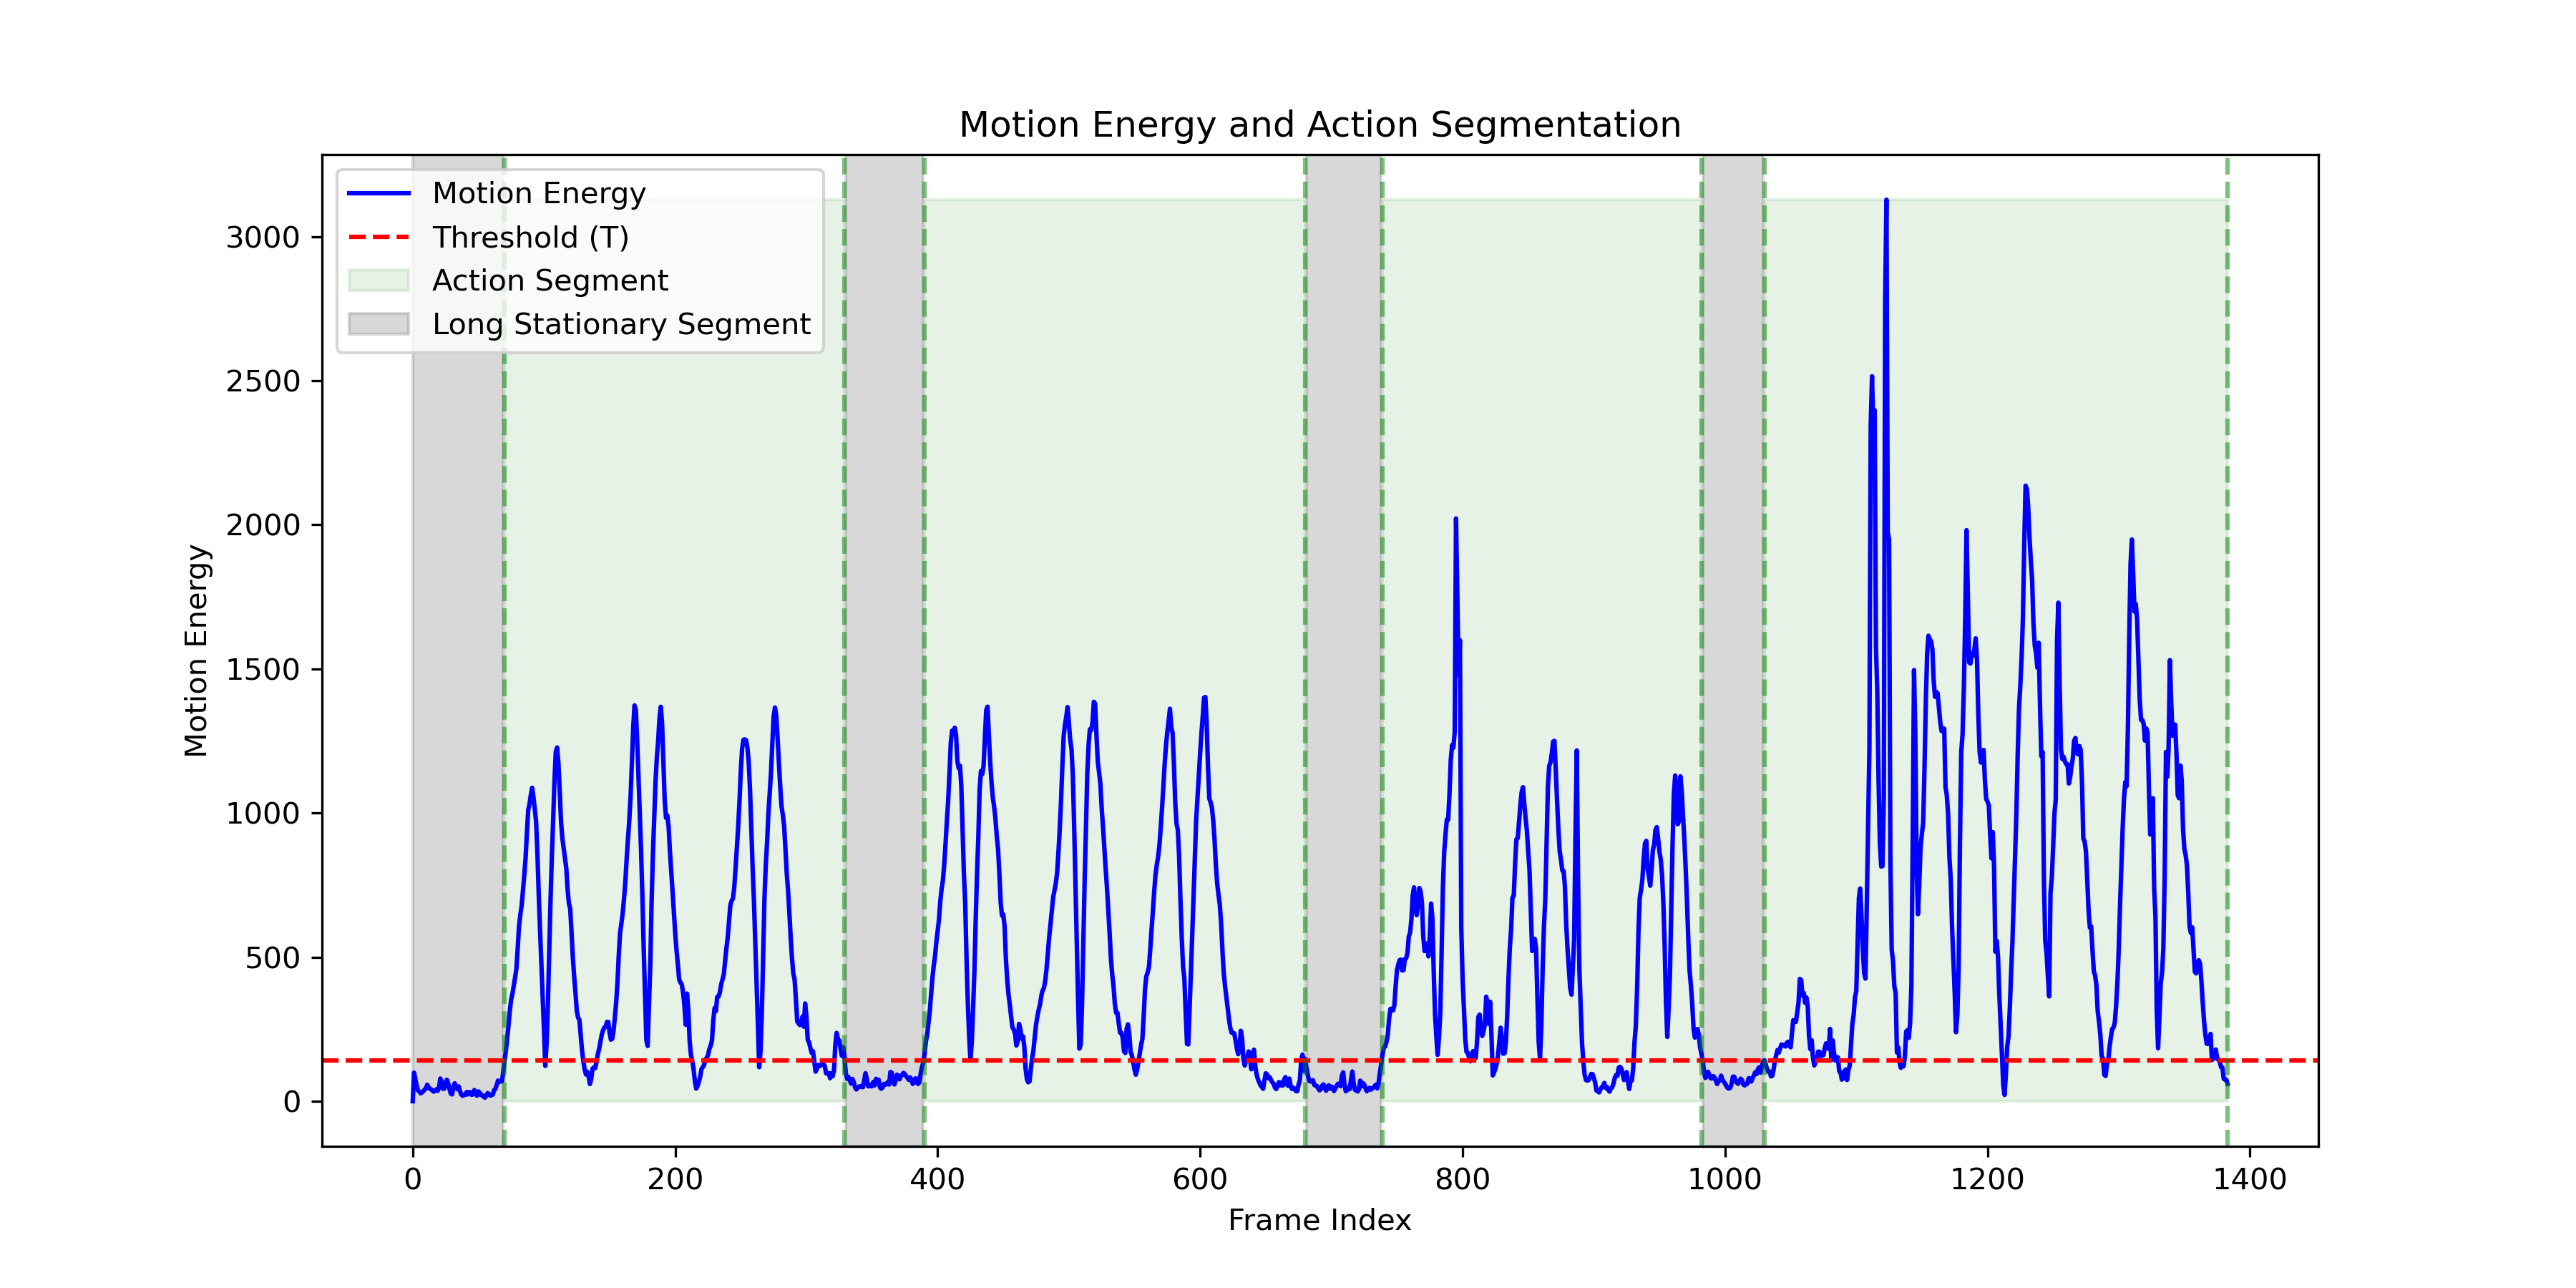 Motion Energy and Action Segmentation
Motion Energy
Threshold (T)
Action Segment
Long Stationary Segment
3000
2500
2000
1500
1000
500
0
Motion Energy
0 200 400 600 800 1000 1200 1400
Frame Index